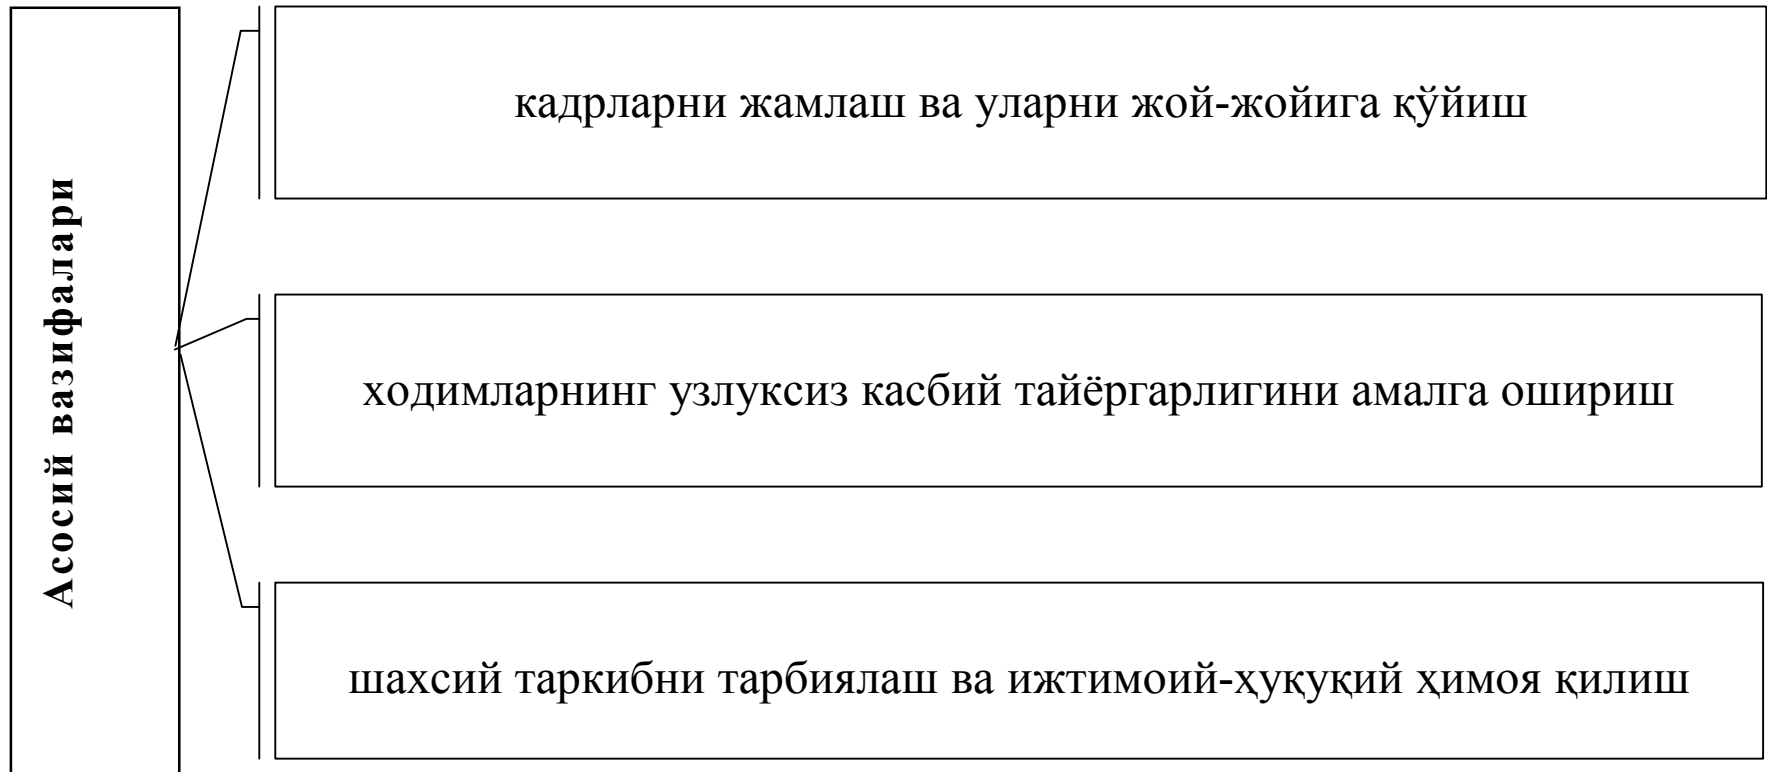 Асосий вазифалари
кадрларни жамлаш ва уларни жой-жойига қўйиш
ходимларнинг узлуксиз касбий тайёргарлигини амалга ошириш
шахсий таркибни тарбиялаш ва ижтимоий-ҳуқуқий ҳимоя қилиш